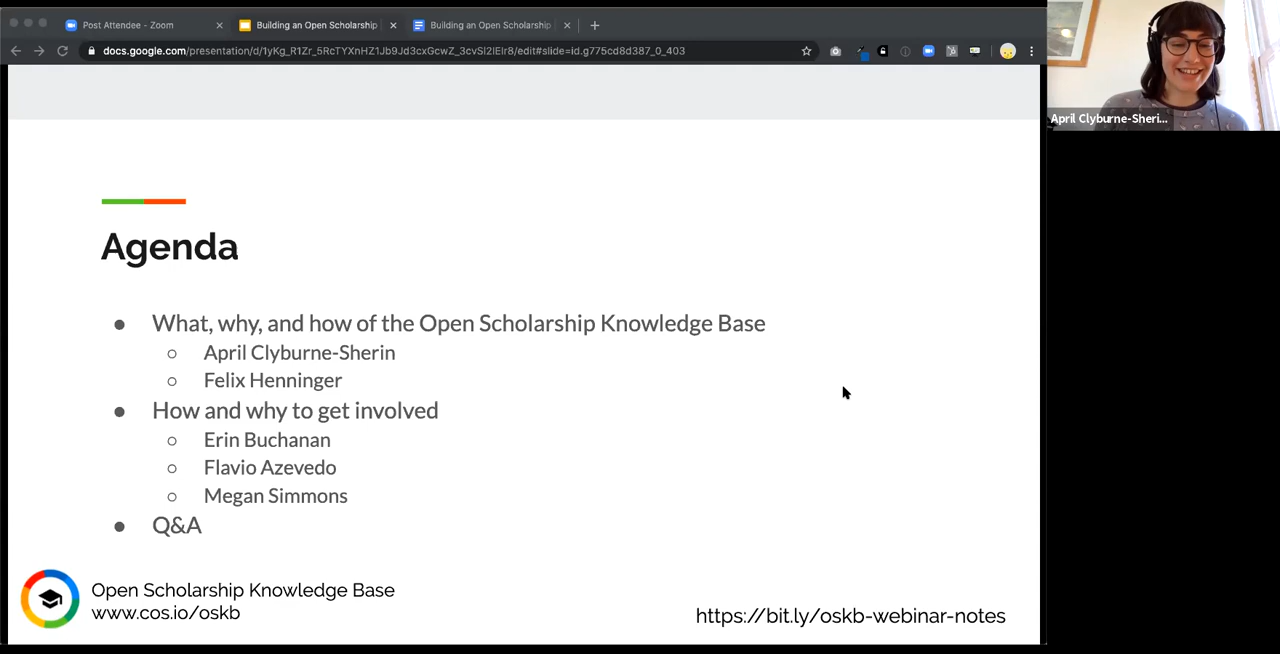 Post Attendee - Zoom
Building an Open Scholarship
Building an Open Scholarship
docs.google.com/presentation/d/1yKg_R1Zr_5RcTYXnHZ1Jb9Jd3cxGcwZ_3cvSl2lElr8/edit#slide=id.g775cd8d387_0_403
April Clyburne-Sheri...
Agenda
● What, why, and how of the Open Scholarship Knowledge Base
○ April Clyburne-Sherin
○ Felix Henninger
● How and why to get involved
○ Erin Buchanan
○ Flavio Azevedo
○ Megan Simmons
● Q&A
Open Scholarship Knowledge Base
www.cos.io/oskb
https://bit.ly/oskb-webinar-notes